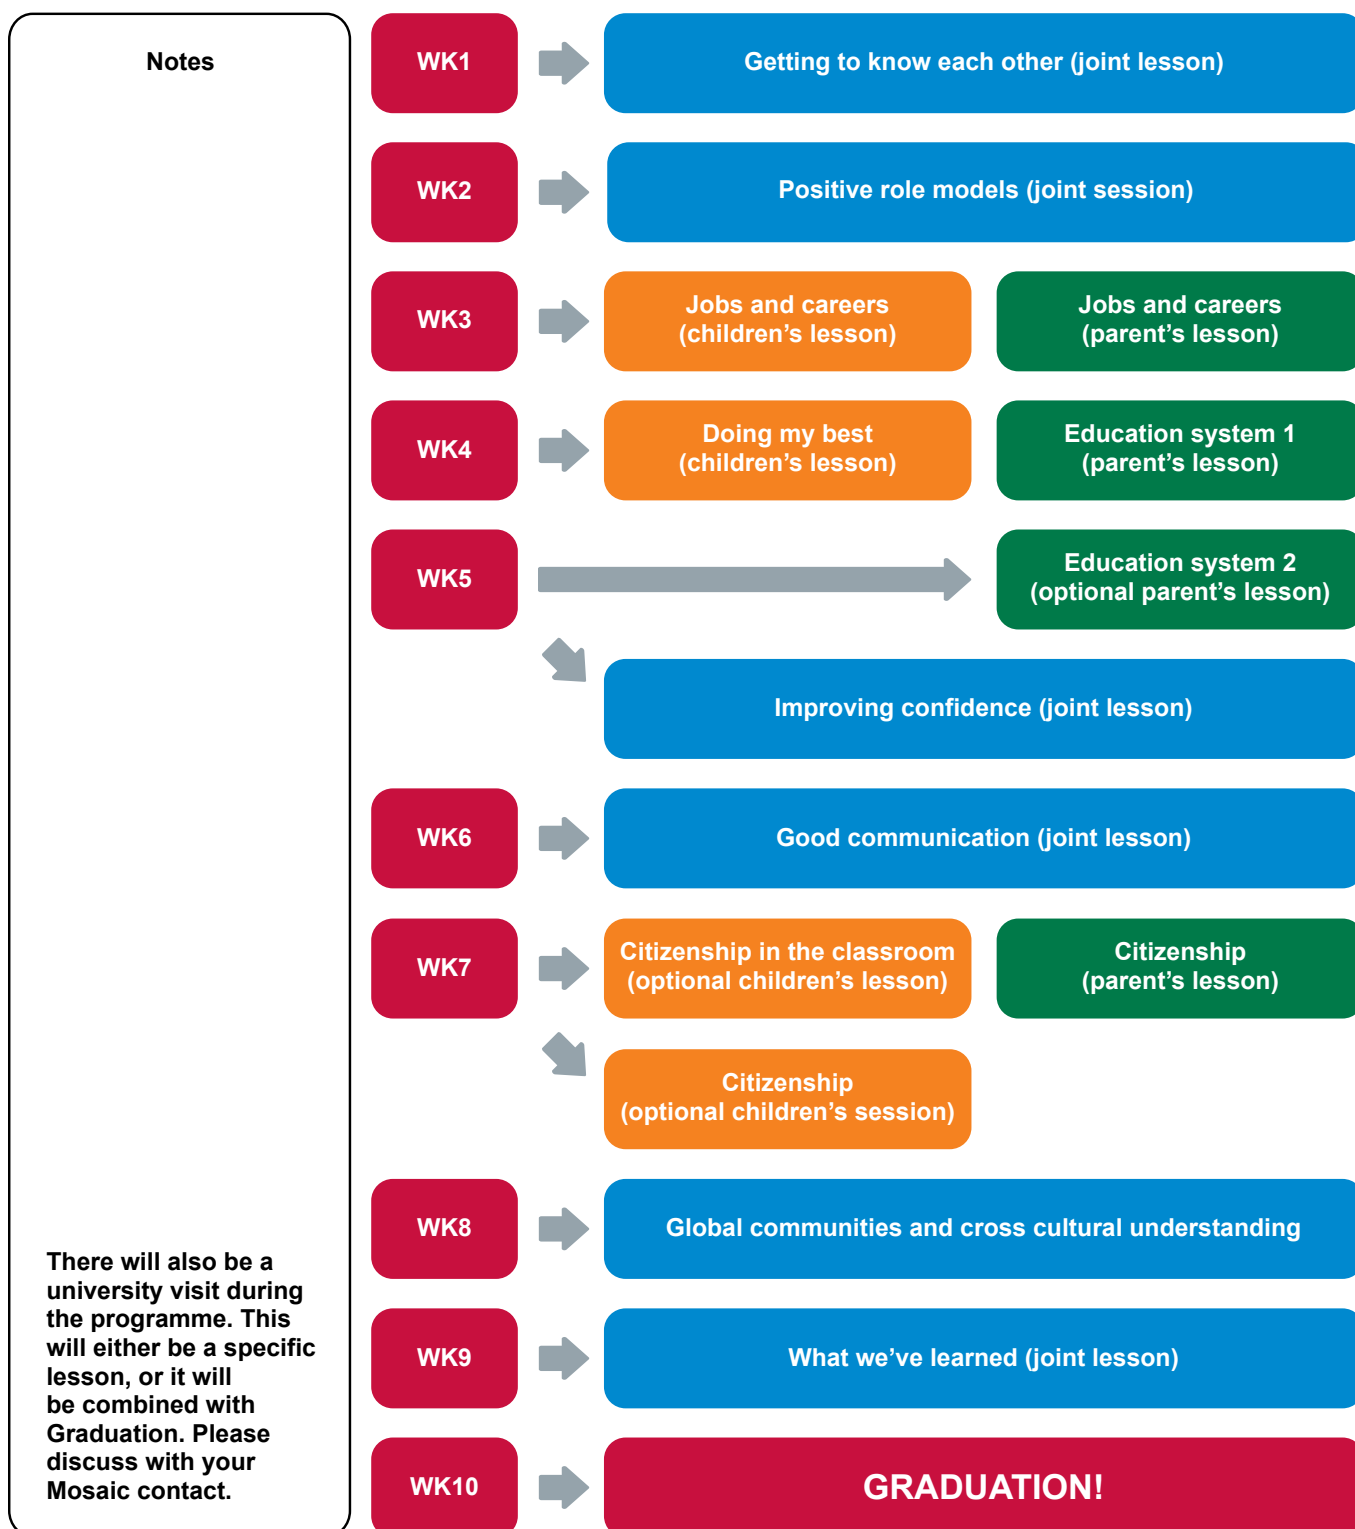 Notes
There will also be a
university visit during
the programme. This
will either be a specific
lesson, or it will
be combined with
Graduation. Please
discuss with your
Mosaic contact.
WK1
Getting to know each other (joint lesson)
WK2
Positive role models (joint session)
WK3
Jobs and careers
(children’s lesson)
Jobs and careers
(parent’s lesson)
WK4
Doing my best
(children’s lesson)
Education system 1
(parent’s lesson)
WK5
Education system 2
(optional parent’s lesson)
Improving confidence (joint lesson)
WK6
Good communication (joint lesson)
WK7
Citizenship in the classroom
(optional children’s lesson)
Citizenship
(parent’s lesson)
Citizenship
(optional children’s session)
WK8
Global communities and cross cultural understanding
WK9
What we’ve learned (joint lesson)
WK10
GRADUATION!